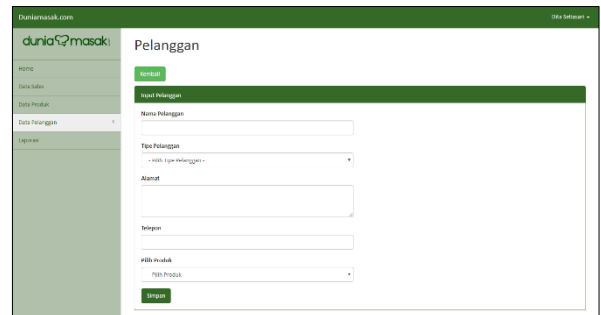 Duniamasak.com
Dita Setiasari
dunia masak
Pelanggan
Home
Kembali
Data Sales
Input Pelanggan
Data Produk
Nama Pelanggan
Data Pelanggan
Laporan
Tipe Pelanggan
- Pilih Tipe Pelanggan -
Alamat
Telepon
Pilih Produk
Pilih Produk
Simpan